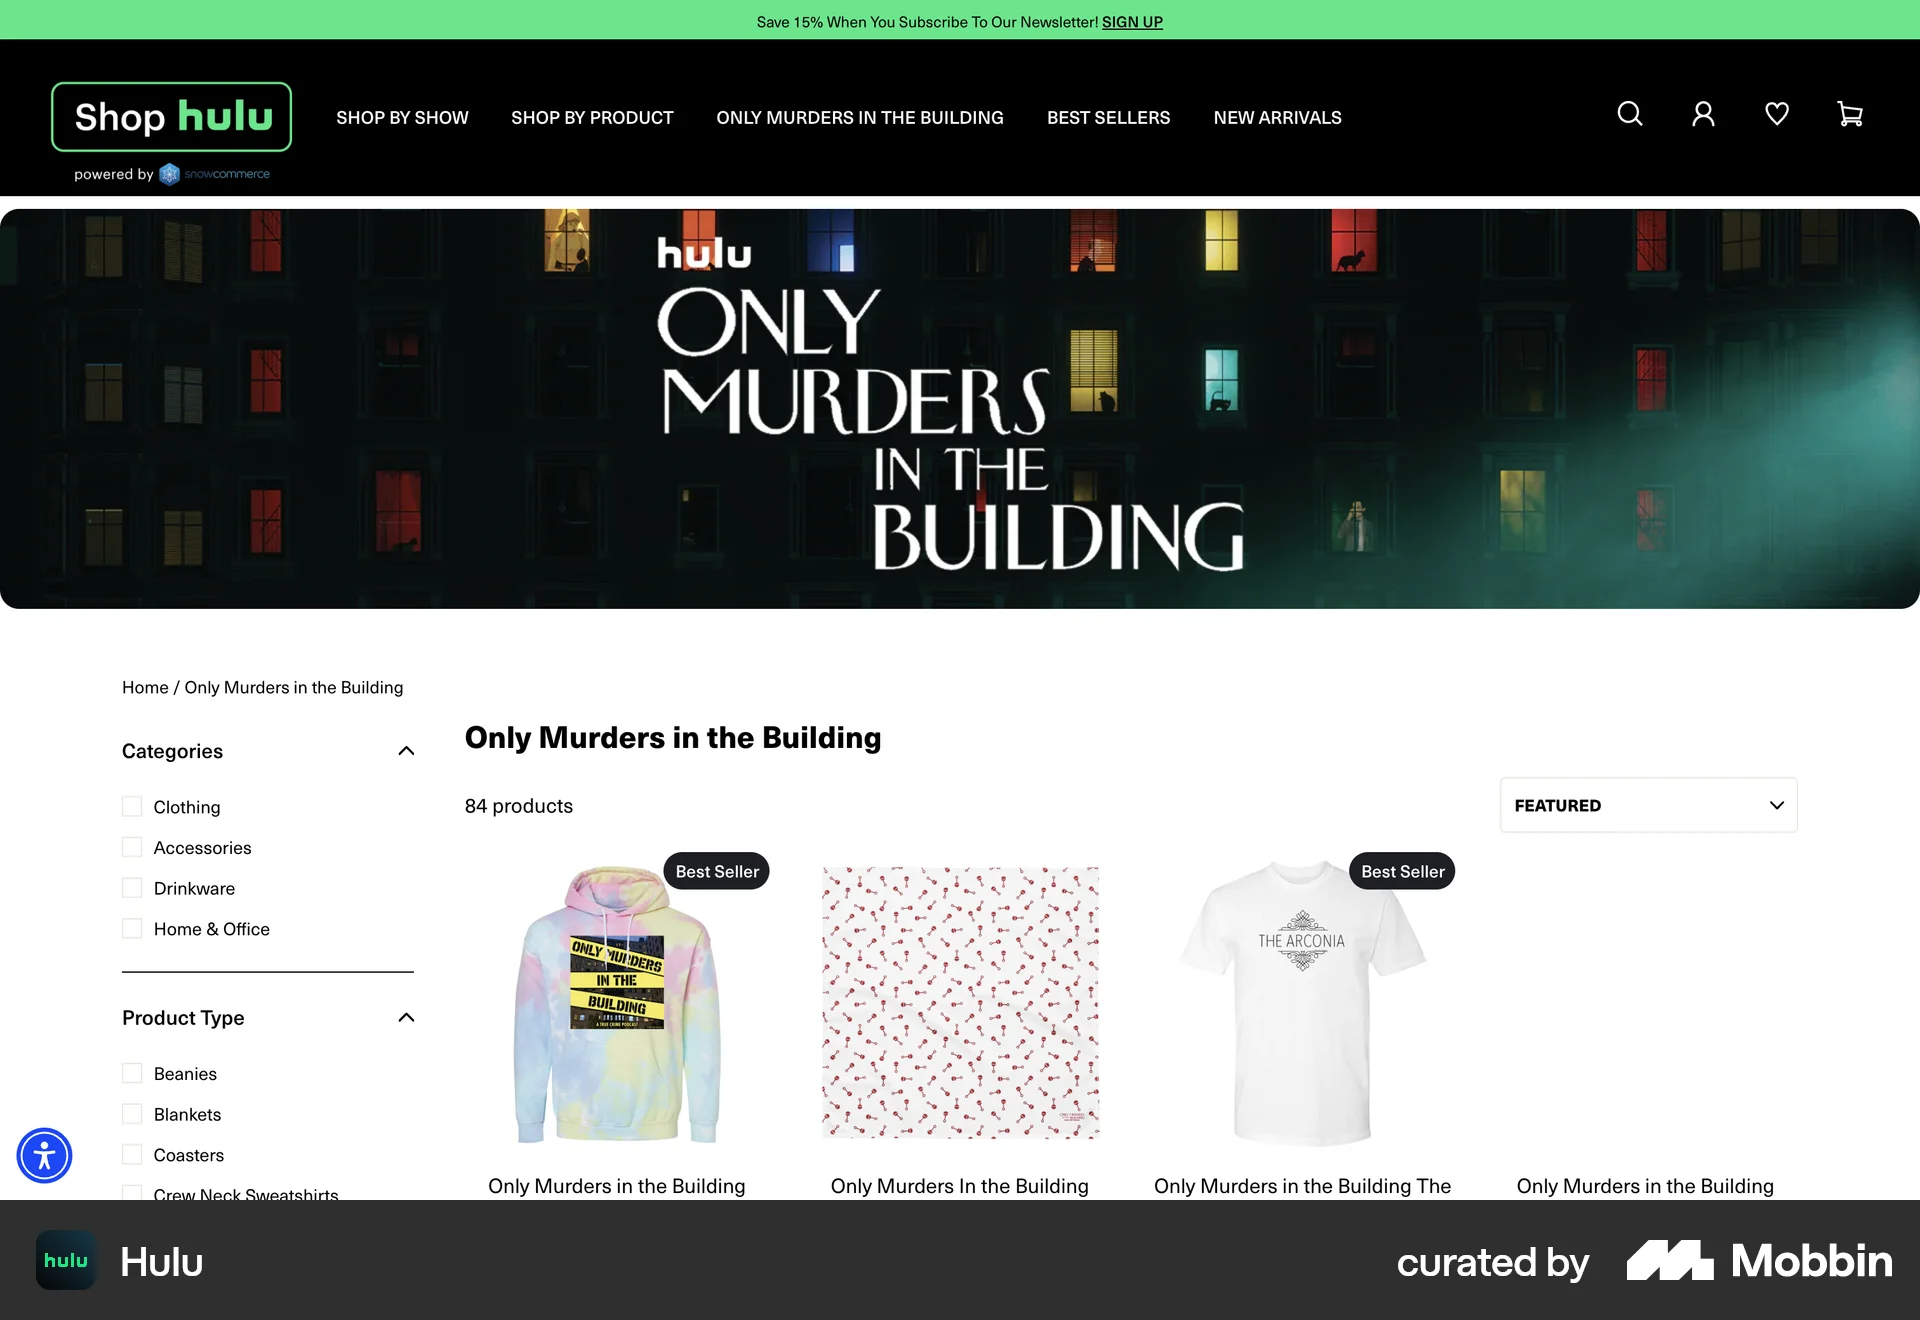 Save 15% When You Subscribe To Our Newsletter! SIGN UP
Shop hulu
powered by snowcommerce
SHOP BY SHOW
SHOP BY PRODUCT
ONLY MURDERS IN THE BUILDING
BEST SELLERS
NEW ARRIVALS
hulu
ONLY
MURDERS
IN THE
BUILDING
Home / Only Murders in the Building
Categories
Clothing
Accessories
Drinkware
Home & Office
Product Type
Beanies
Blankets
Coasters
Crew Neck Sweatshirts
Only Murders in the Building
84 products
FEATURED
Best Seller
ONLY MURDERS
IN THE
BUILDING
A TRUE CRIME PODCAST
Best Seller
THE ARCONIA
Only Murders in the Building
Only Murders In the Building
Only Murders in the Building The
Only Murders in the Building
hulu
Hulu
curated by
Mobbin